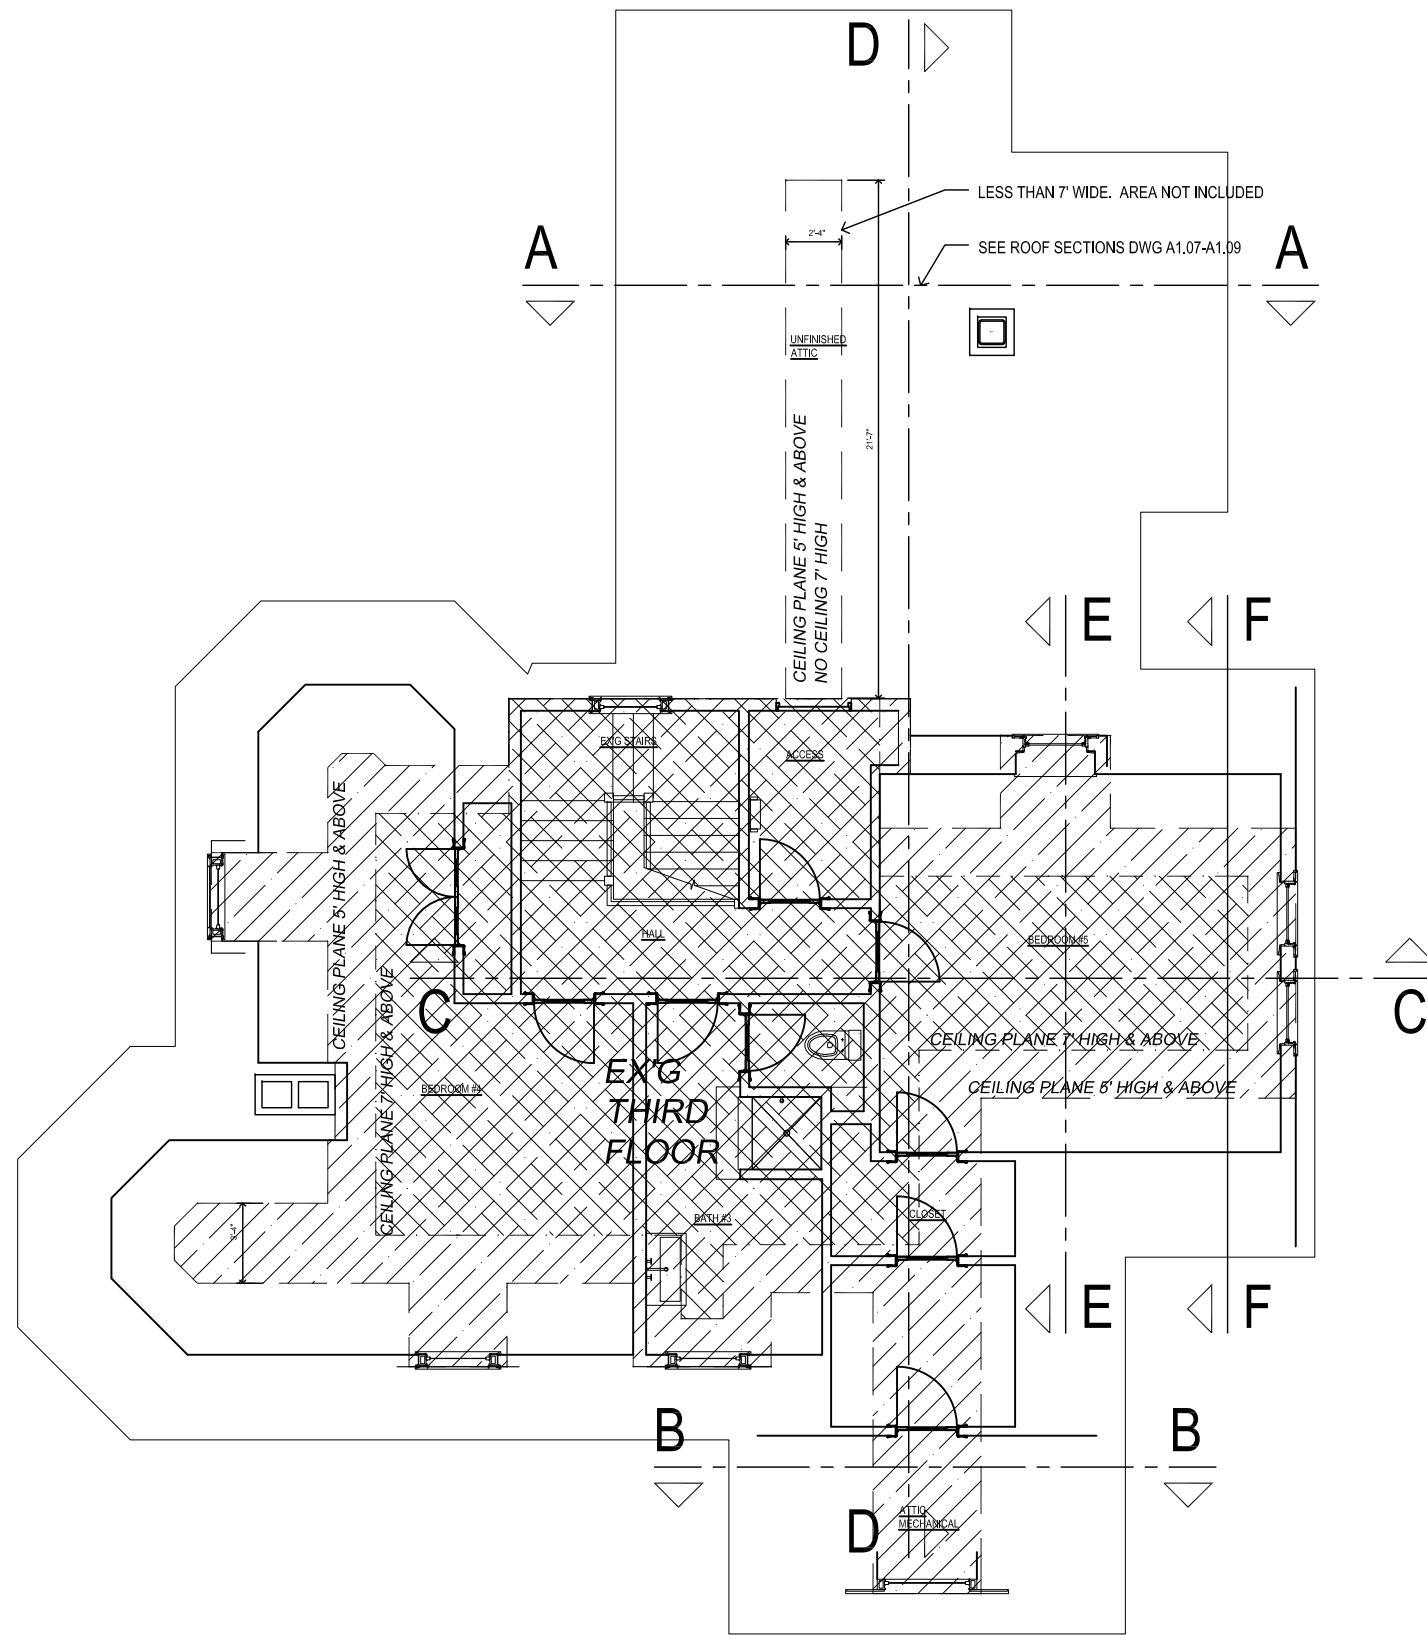 D
LESS THAN 7' WIDE.  AREA NOT INCLUDED
2'-4"
SEE ROOF SECTIONS DWG A1.07-A1.09
A
A
UNFINISHED
ATTIC
21'-7"
CEILING PLANE 5' HIGH & ABOVE
NO CEILING 7' HIGH
E
F
EX'G STAIRS
ACCESS
CEILING PLANE 5' HIGH & ABOVE
HALL
BEDROOM #5
C
C
CEILING PLANE 7' HIGH & ABOVE
CEILING PLANE 7' HIGH & ABOVE
CEILING PLANE 5' HIGH & ABOVE
BEDROOM #4
EX'G
THIRD
FLOOR
BATH #3
CLOSET
E
F
B
B
D
ATTIC
MECHANICAL